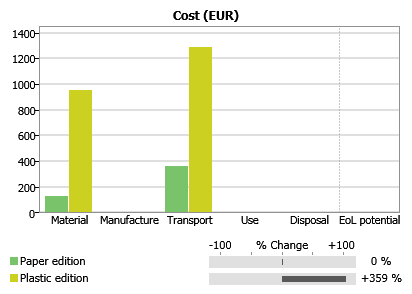 Cost (EUR)
1400
1200
1000
800
600
400
200
0
Material Manufacture Transport Use Disposal EoL potential
-100 % Change +100
Paper edition 0 %
Plastic edition +359 %